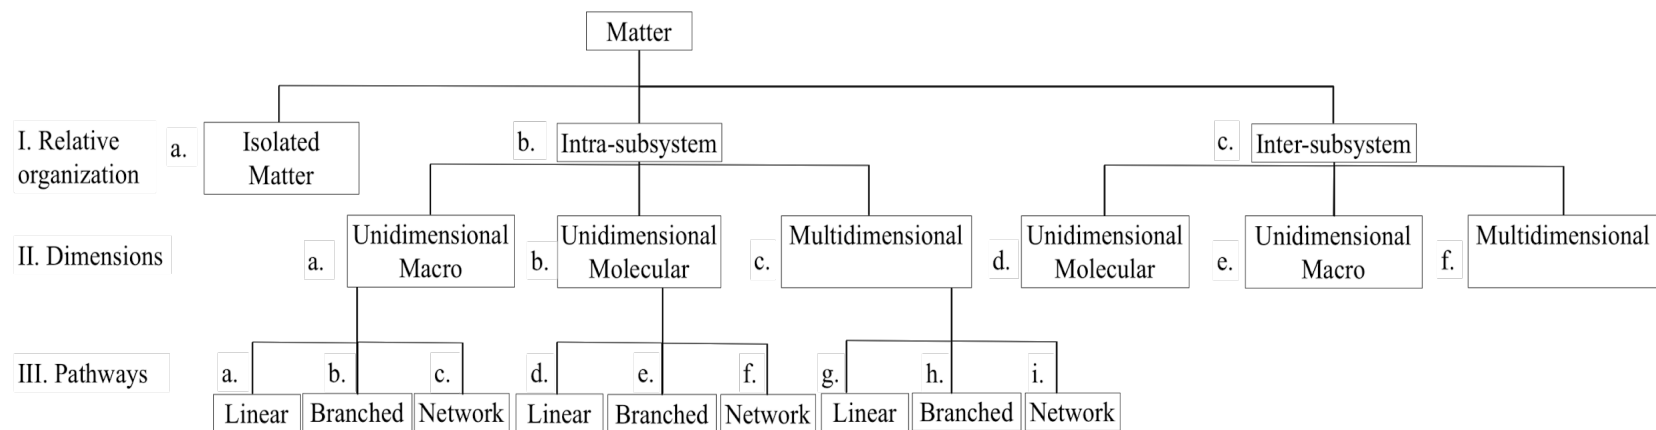 Matter
I. Relative
organization
a.
Isolated
Matter
b.
Intra-subsystem
c.
Inter-subsystem
II. Dimensions
a.
Unidimensional
Macro
b.
Unidimensional
Molecular
c.
Multidimensional
d.
Unidimensional
Molecular
e.
Unidimensional
Macro
f.
Multidimensional
III. Pathways
a.
b.
c.
d.
e.
f.
g.
h.
i.
Linear
Branched
Network
Linear
Branched
Network
Linear
Branched
Network